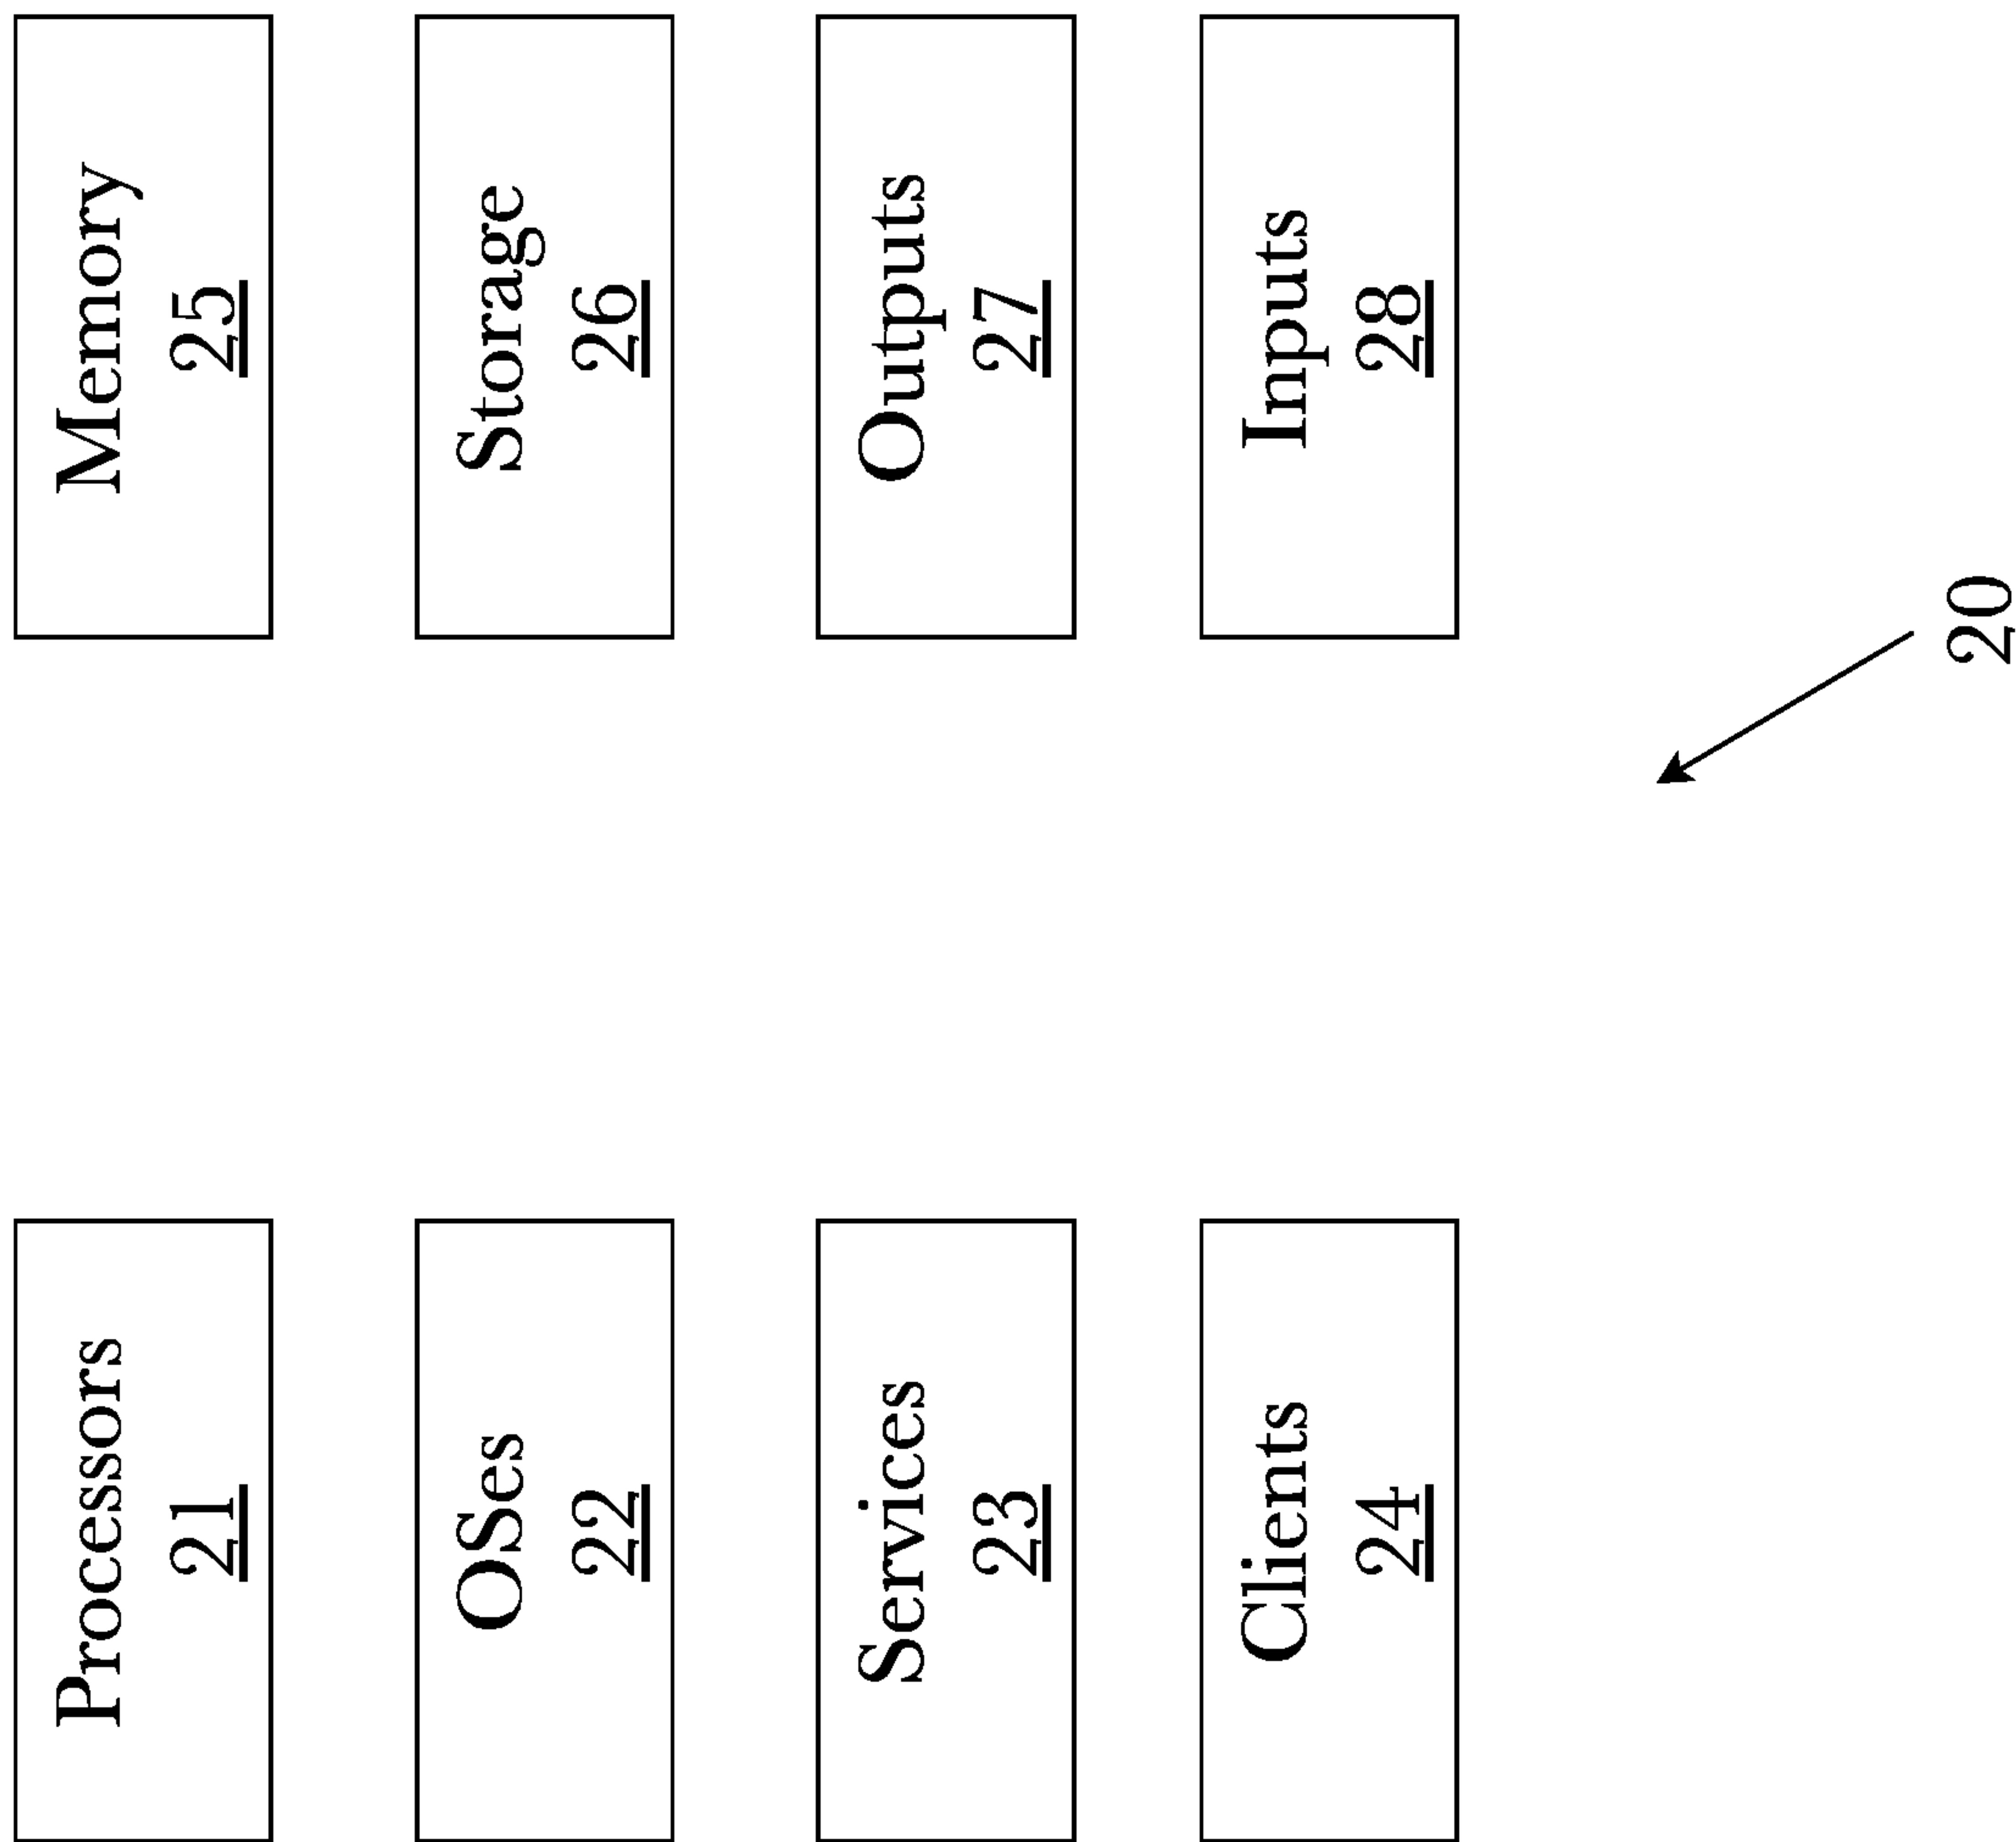 Processors
21
Memory
25
OSes
22
Storage
26
Services
23
Outputs
27
Clients
24
Inputs
28
20